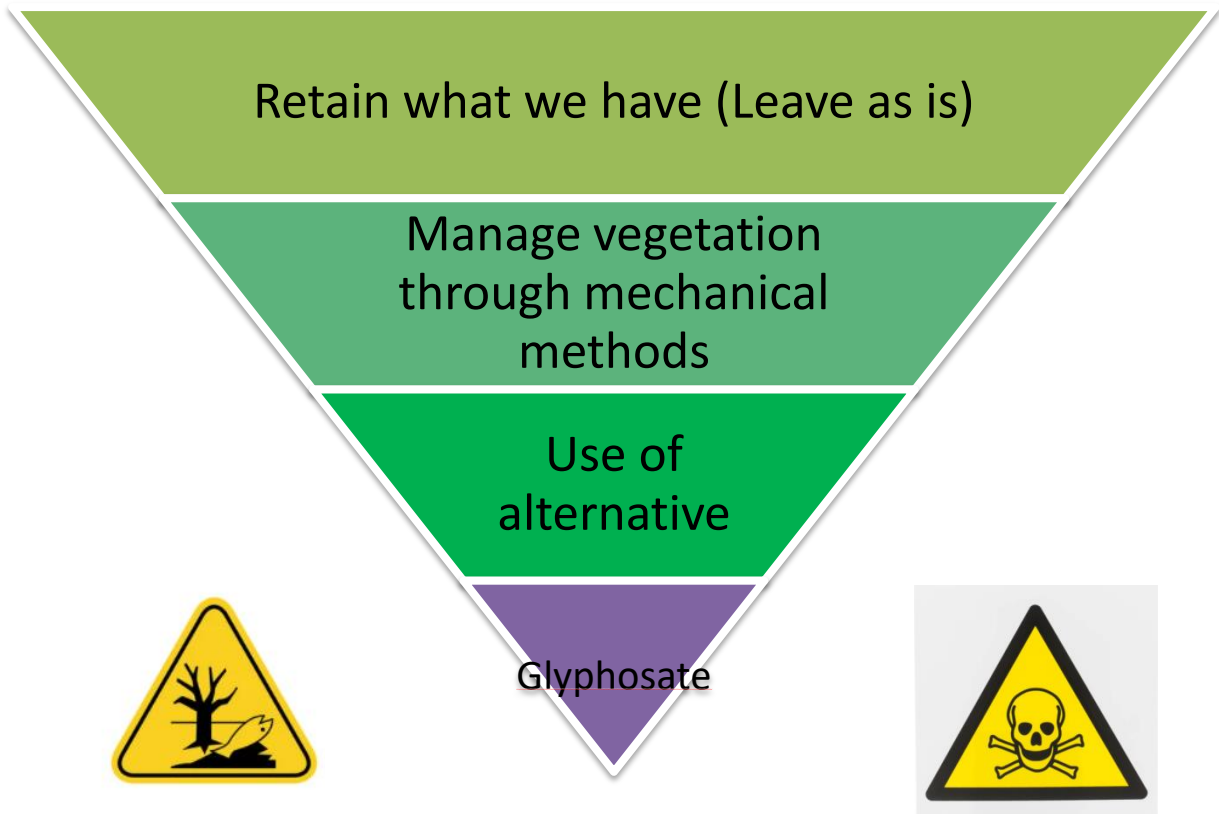 Retain what we have (Leave as is)
Manage vegetation
through mechanical
methods
Use of
alternative
Glyphosate